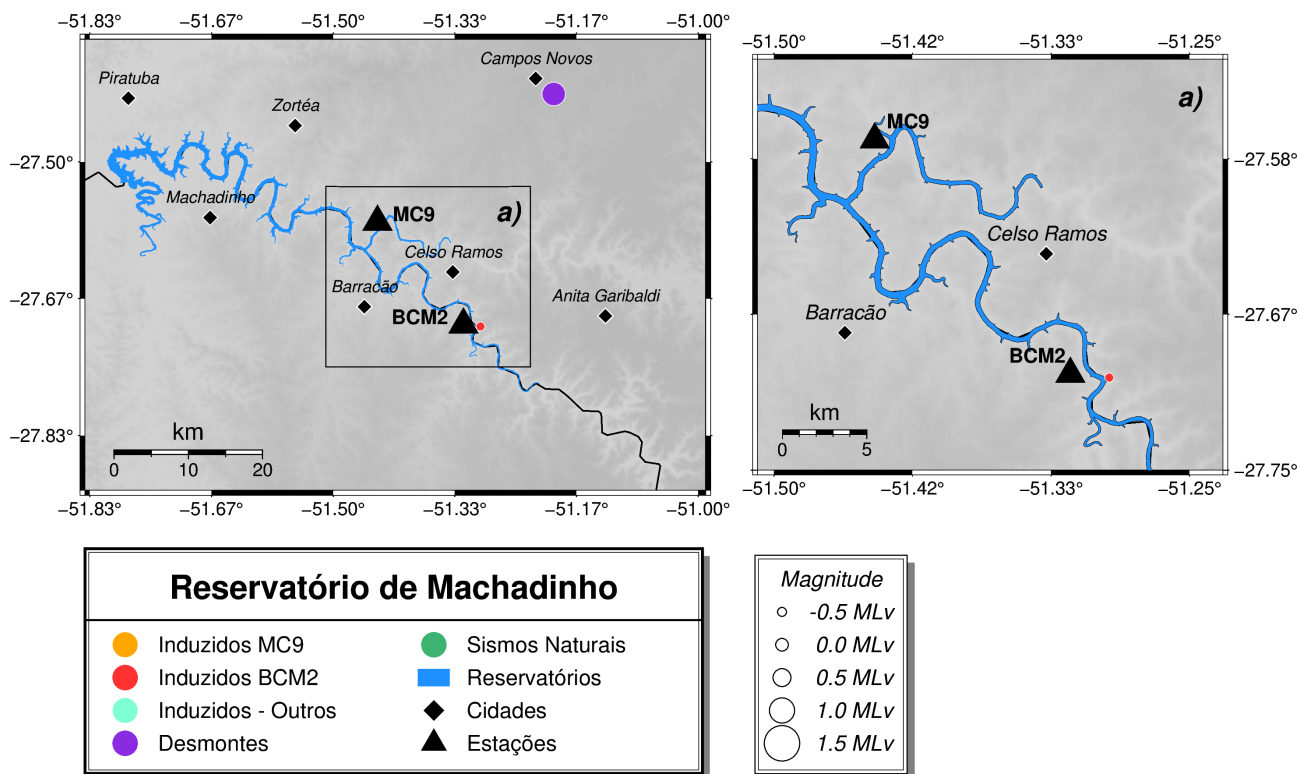 −51.83° −51.67° −51.50° −51.33° −51.17° −51.00°
Campos Novos
Piratuba
Zortéa
−27.50°
Machadinho
a)
MC9
Celso Ramos
−27.67°
Barracão
Anita Garibaldi
BCM2
−27.83°
km
0 10 20
−51.83° −51.67° −51.50° −51.33° −51.17° −51.00°
−51.50° −51.42° −51.33° −51.25°
a)
MC9
−27.58°
Celso Ramos
Barracão
−27.67°
BCM2
km
0 5
−27.75°
−51.50° −51.42° −51.33° −51.25°
Reservatório de Machadinho
Induzidos MC9
Induzidos BCM2
Induzidos - Outros
Desmontes
Sismos Naturais
Reservatórios
Cidades
Estações
Magnitude
-0.5 MLv
0.0 MLv
0.5 MLv
1.0 MLv
1.5 MLv